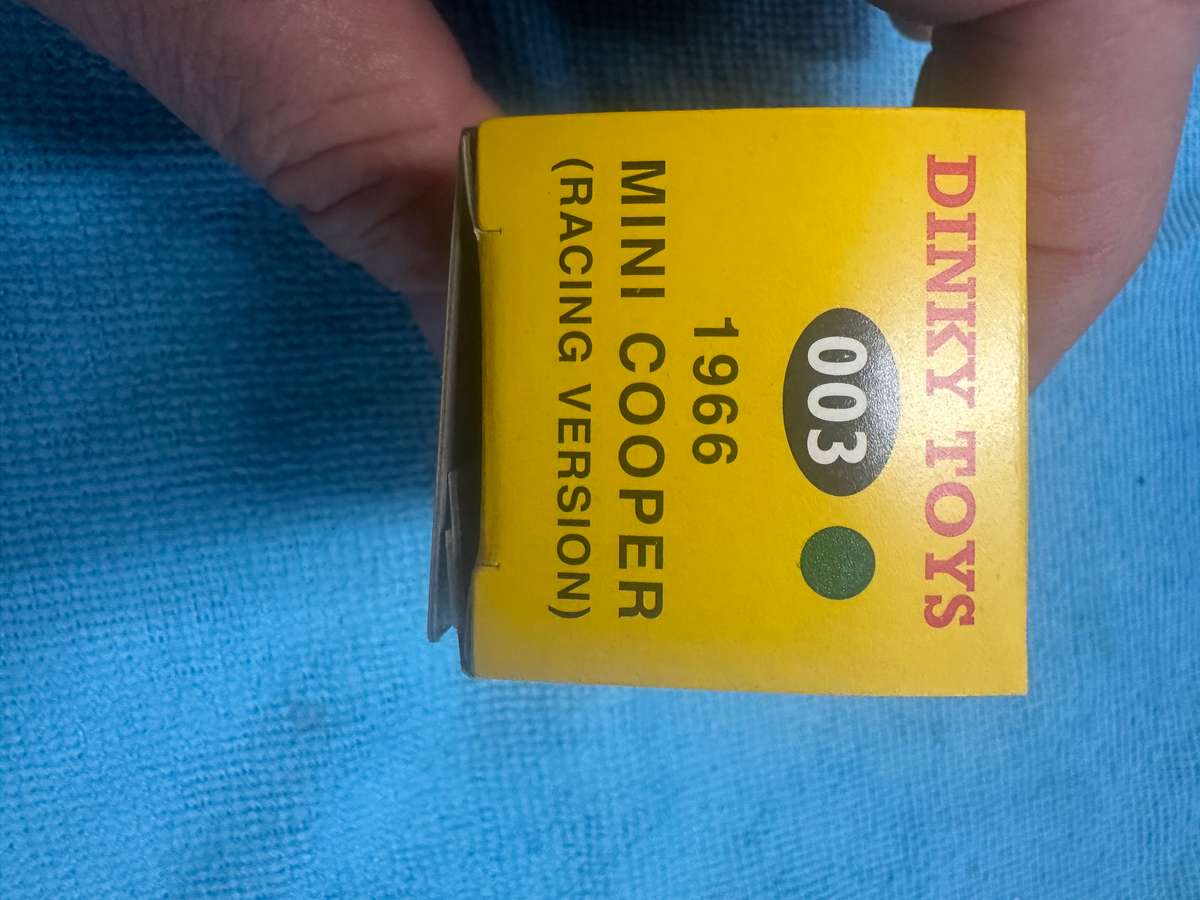 DINKY TOYS
003
1966
MINI COOPER
(RACING VERSION)